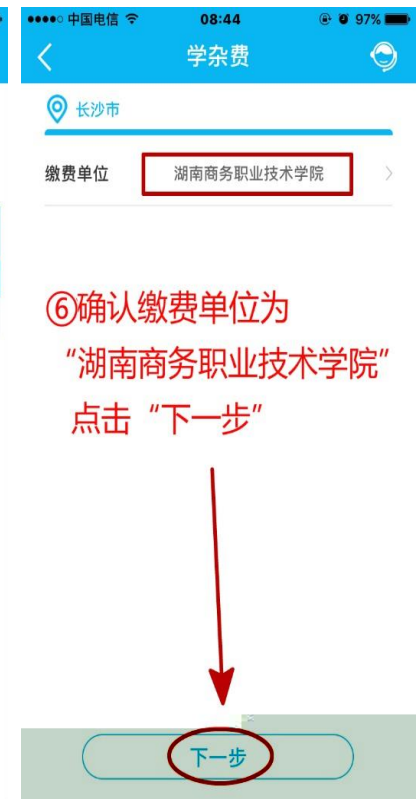 中国电信 08:44 97%
学杂费
长沙市
缴费单位 湖南商务职业技术学院
⑥确认缴费单位为
“湖南商务职业技术学院”
点击“下一步”
下一步